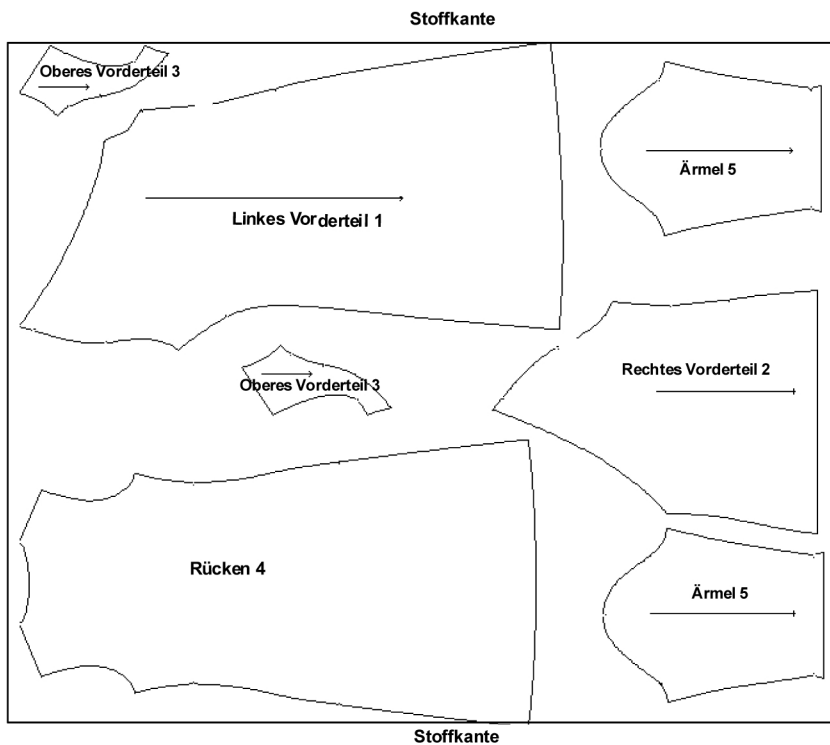 Stoffkante
Oberes Vorderteil 3
Ärmel 5
Linkes Vorderteil 1
Rechtes Vorderteil 2
Oberes Vorderteil 3
Rücken 4
Ärmel 5
Stoffkante